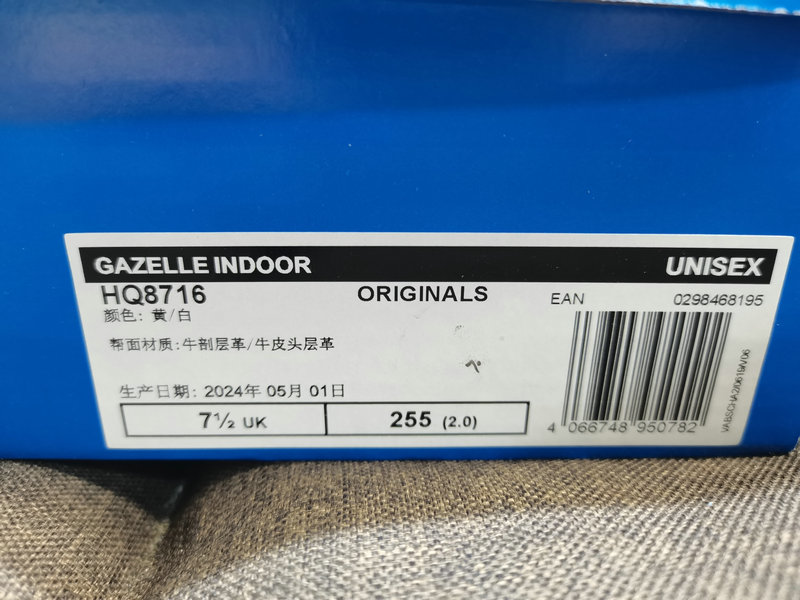 GAZELLE INDOOR UNISEX
HQ8716 ORIGINALS EAN 0298468195
颜色: 黄/白
帮面材质:牛剖层革/牛皮头层革
ペ
生产日期: 2024年 05月 01日
7½ UK 255 (2.0)
4 066748 950782